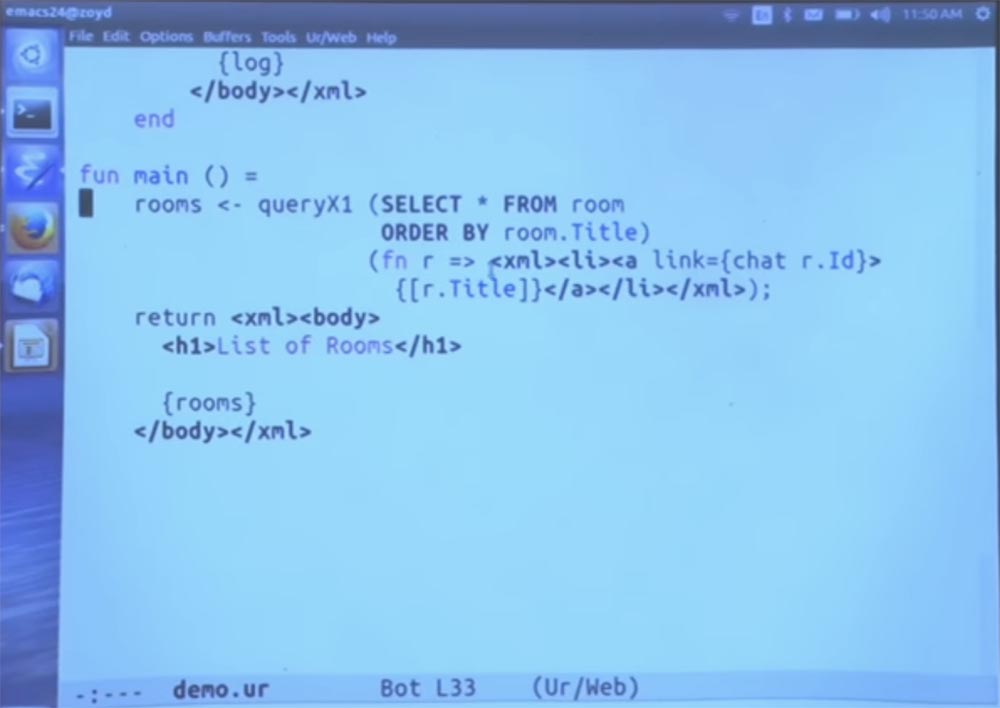 emacs24@zoyd
En
11:50 AM
File Edit Options Buffers Tools Ur/Web Help
{log}
</body></xml>
end
fun main () =
rooms <- queryX1 (SELECT * FROM room
ORDER BY room.Title)
(fn r => <xml><li><a link={chat r.Id}>
{[r.Title]}</a></li></xml>);
return <xml><body>
<h1>List of Rooms</h1>
{rooms}
</body></xml>
-:--- demo.ur Bot L33 (Ur/Web)